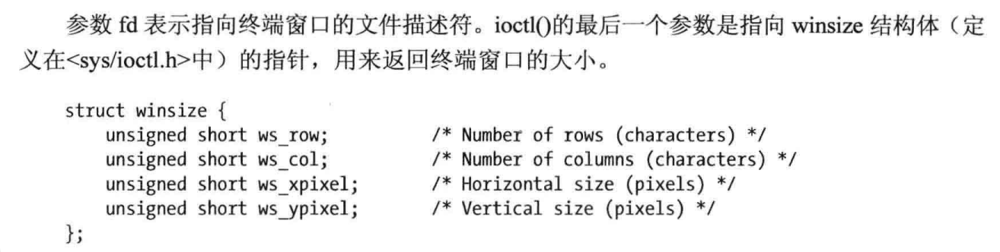 参数 fd 表示指向终端窗口的文件描述符。ioctl()的最后一个参数是指向 winsize 结构体（定
义在<sys/ioctl.h>中）的指针，用来返回终端窗口的大小。
struct winsize {
    unsigned short ws_row;          /* Number of rows (characters) */
    unsigned short ws_col;          /* Number of columns (characters) */
    unsigned short ws_xpixel;       /* Horizontal size (pixels) */
    unsigned short ws_ypixel;       /* Vertical size (pixels) */
};